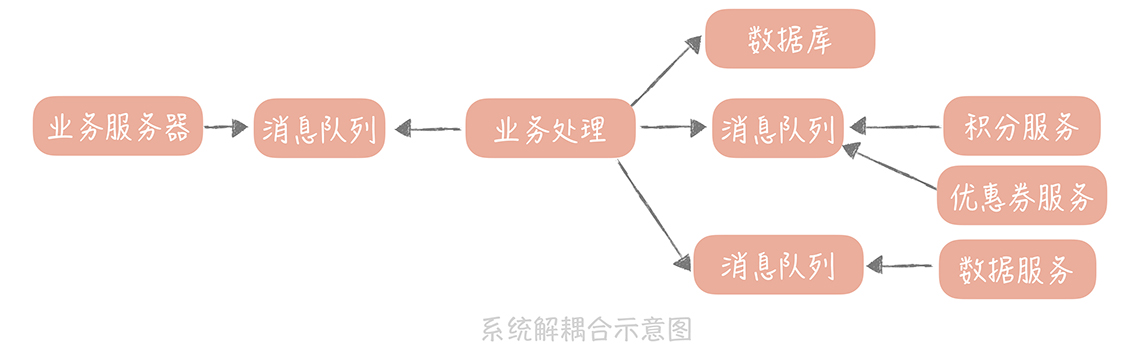 数据库
业务服务器
消息队列
业务处理
消息队列
积分服务
优惠券服务
消息队列
数据服务
系统解耦合示意图